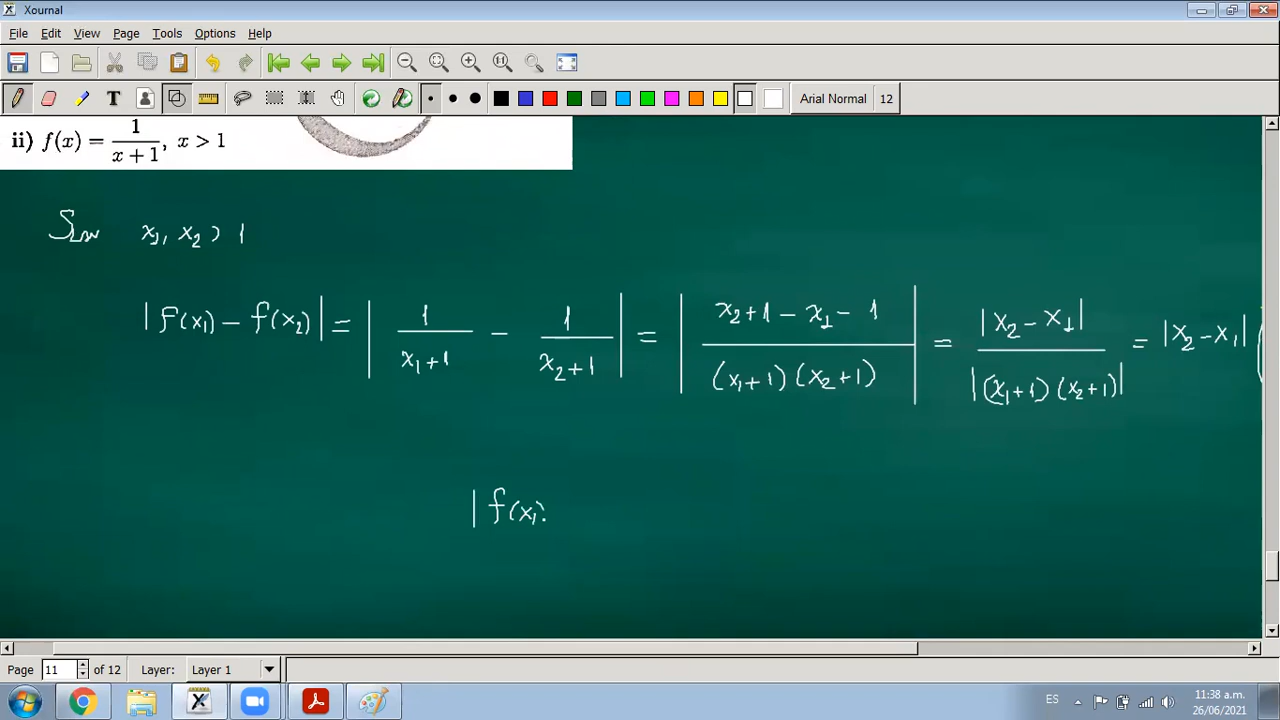 Xournal
File Edit View Page Tools Options Help
Arial Normal 12
ii) f(x) = 1/(x + 1), x > 1
x₁, x₂ > 1
|f(x₁) − f(x₂)| = | 1/(x₁+1) − 1/(x₂+1) | = | (x₂+1 − x₁ − 1)/((x₁+1)(x₂+1)) | = |x₂ − x₁|/|(x₁+1)(x₂+1)| = |x₂ − x₁|
|f(x₁)
Page 11 of 12 Layer: Layer 1
ES 11:38 a.m.
26/06/2021